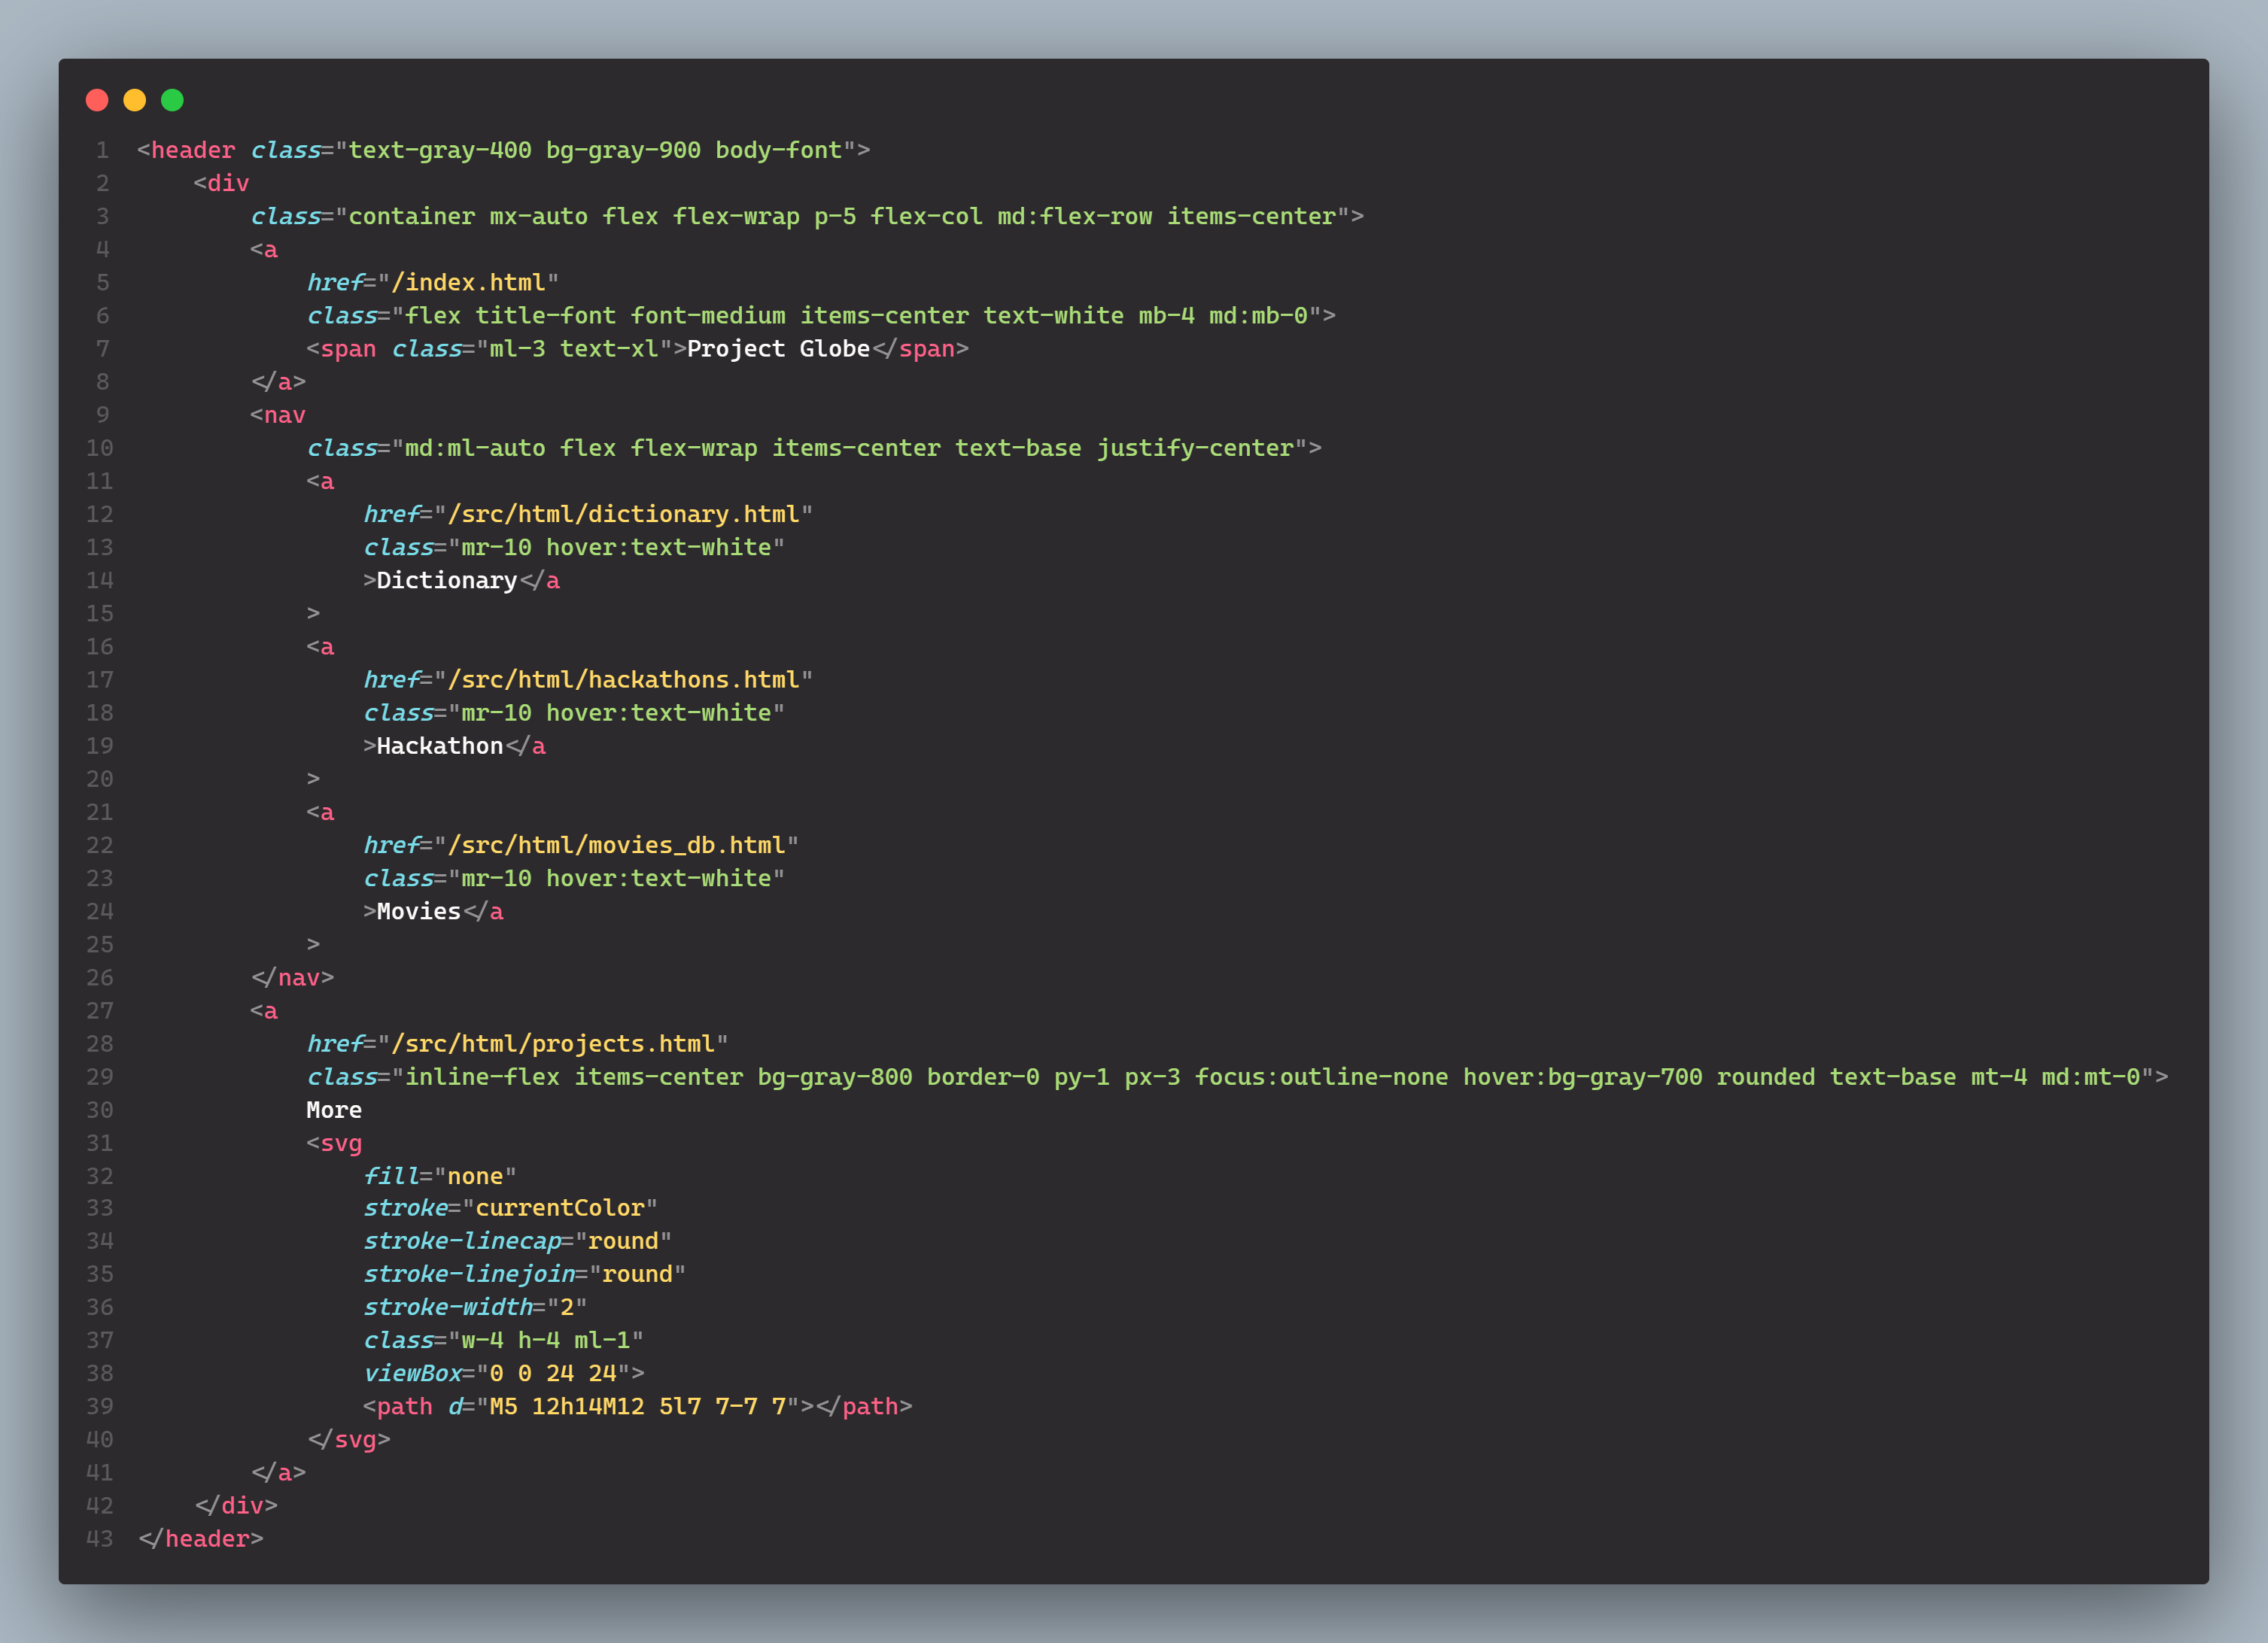 1 <header class="text-gray-400 bg-gray-900 body-font">
2     <div
3         class="container mx-auto flex flex-wrap p-5 flex-col md:flex-row items-center">
4         <a
5             href="/index.html"
6             class="flex title-font font-medium items-center text-white mb-4 md:mb-0">
7             <span class="ml-3 text-xl">Project Globe</span>
8         </a>
9         <nav
10             class="md:ml-auto flex flex-wrap items-center text-base justify-center">
11             <a
12                 href="/src/html/dictionary.html"
13                 class="mr-10 hover:text-white"
14                 >Dictionary</a
15             >
16             <a
17                 href="/src/html/hackathons.html"
18                 class="mr-10 hover:text-white"
19                 >Hackathon</a
20             >
21             <a
22                 href="/src/html/movies_db.html"
23                 class="mr-10 hover:text-white"
24                 >Movies</a
25             >
26         </nav>
27         <a
28             href="/src/html/projects.html"
29             class="inline-flex items-center bg-gray-800 border-0 py-1 px-3 focus:outline-none hover:bg-gray-700 rounded text-base mt-4 md:mt-0">
30             More
31             <svg
32                 fill="none"
33                 stroke="currentColor"
34                 stroke-linecap="round"
35                 stroke-linejoin="round"
36                 stroke-width="2"
37                 class="w-4 h-4 ml-1"
38                 viewBox="0 0 24 24">
39                 <path d="M5 12h14M12 5l7 7-7 7"></path>
40             </svg>
41         </a>
42     </div>
43 </header>